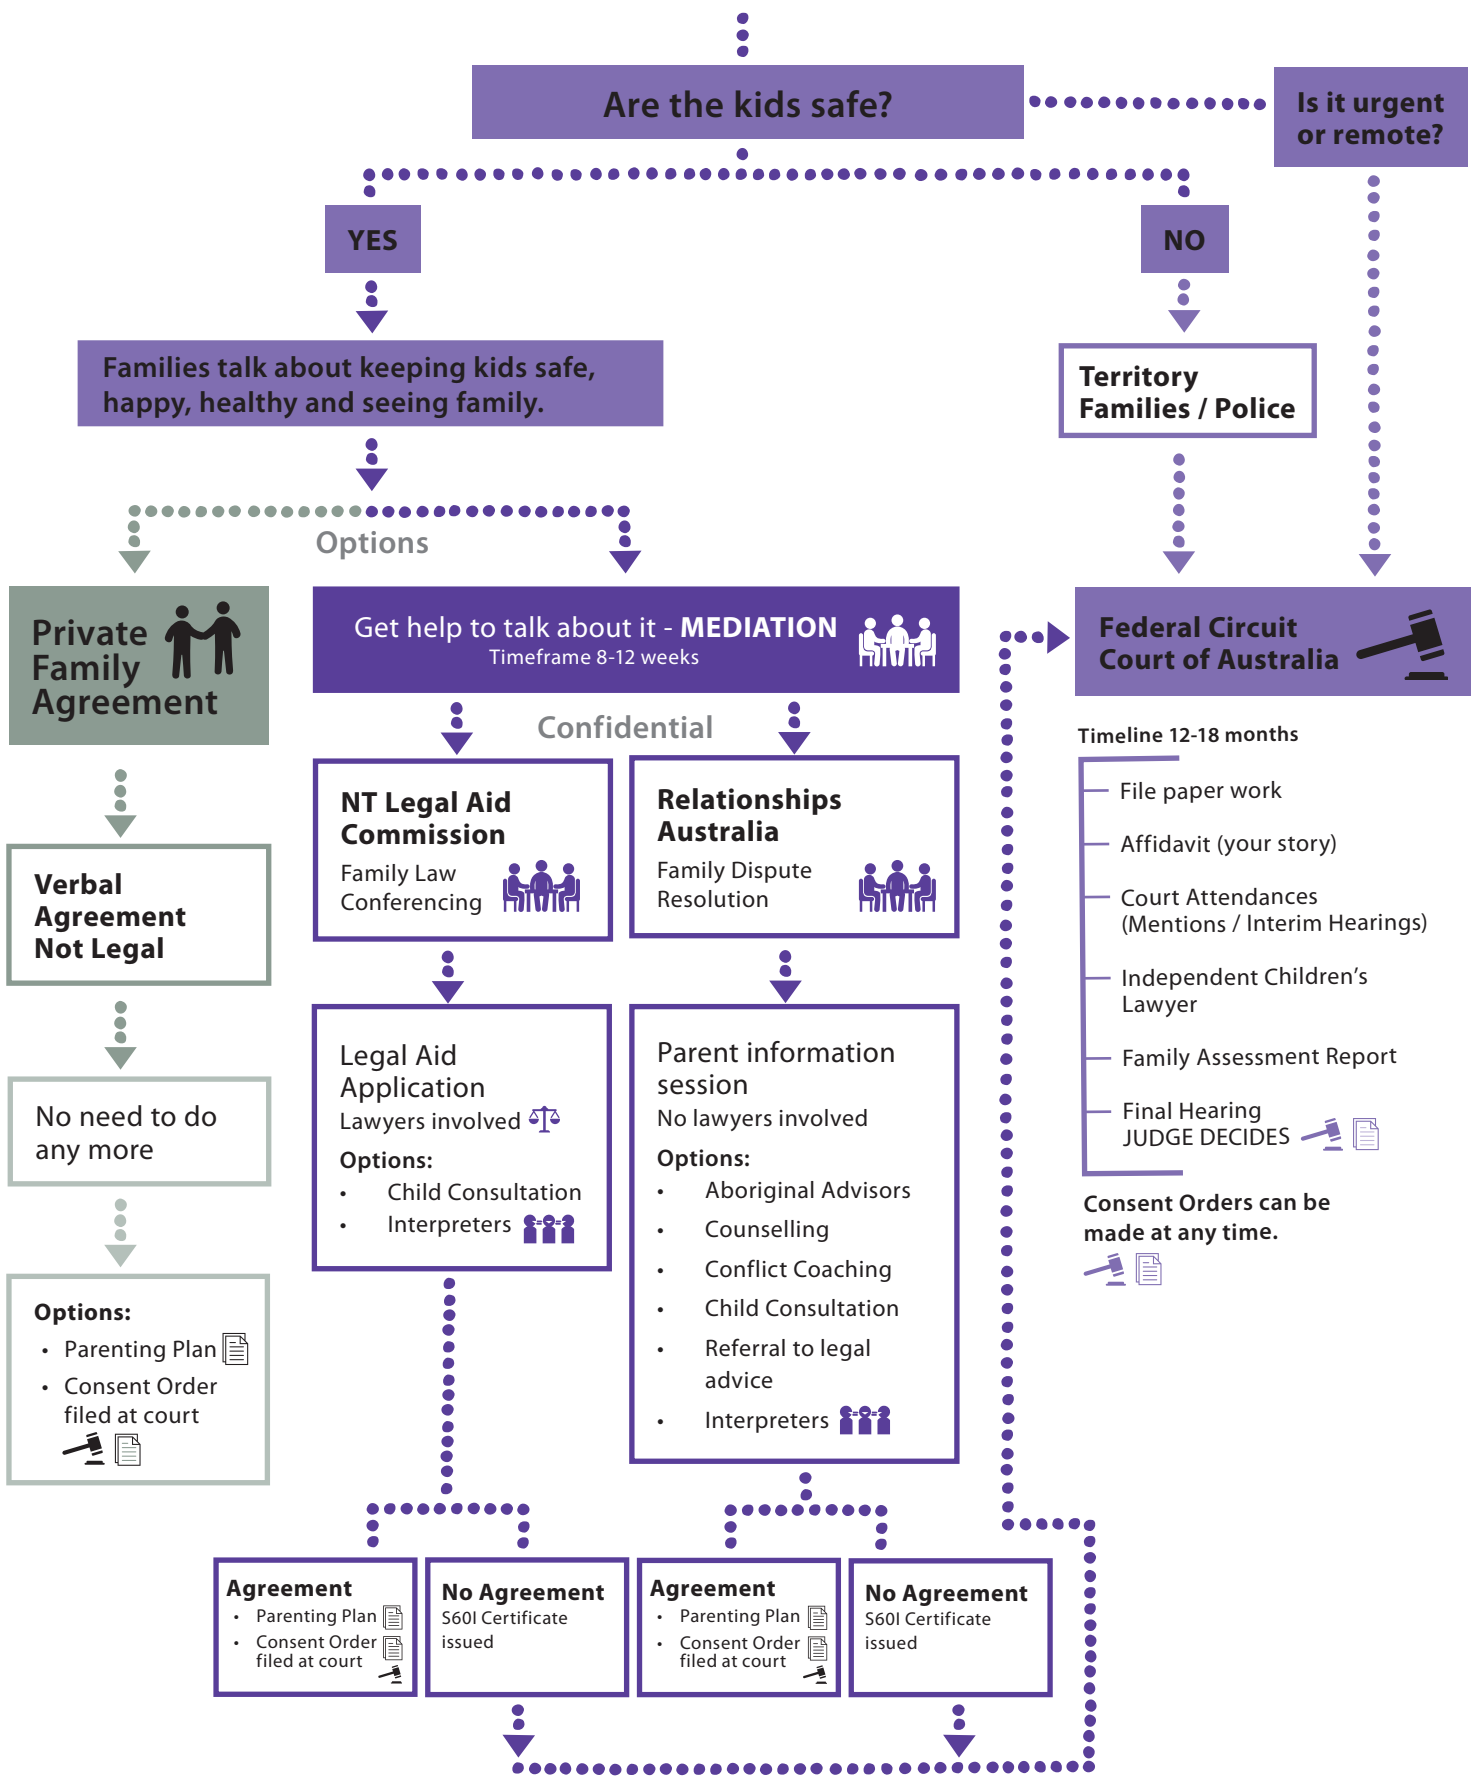 Are the kids safe?
Is it urgent
or remote?
YES
NO
Families talk about keeping kids safe,
happy, healthy and seeing family.
Territory
Families / Police
Options
Private
Family
Agreement
Get help to talk about it - MEDIATION
Timeframe 8-12 weeks
Federal Circuit
Court of Australia
Confidential
Verbal
Agreement
Not Legal
No need to do
any more
Options:
• Parenting Plan
• Consent Order
filed at court
NT Legal Aid
Commission
Family Law
Conferencing
Legal Aid
Application
Lawyers involved
Options:
• Child Consultation
• Interpreters
Relationships
Australia
Family Dispute
Resolution
Parent information
session
No lawyers involved
Options:
• Aboriginal Advisors
• Counselling
• Conflict Coaching
• Child Consultation
• Referral to legal
advice
• Interpreters
Timeline 12-18 months
File paper work
Affidavit (your story)
Court Attendances
(Mentions / Interim Hearings)
Independent Children’s
Lawyer
Family Assessment Report
Final Hearing
JUDGE DECIDES
Consent Orders can be
made at any time.
Agreement
• Parenting Plan
• Consent Order
filed at court
No Agreement
S60I Certificate
issued
Agreement
• Parenting Plan
• Consent Order
filed at court
No Agreement
S60I Certificate
issued